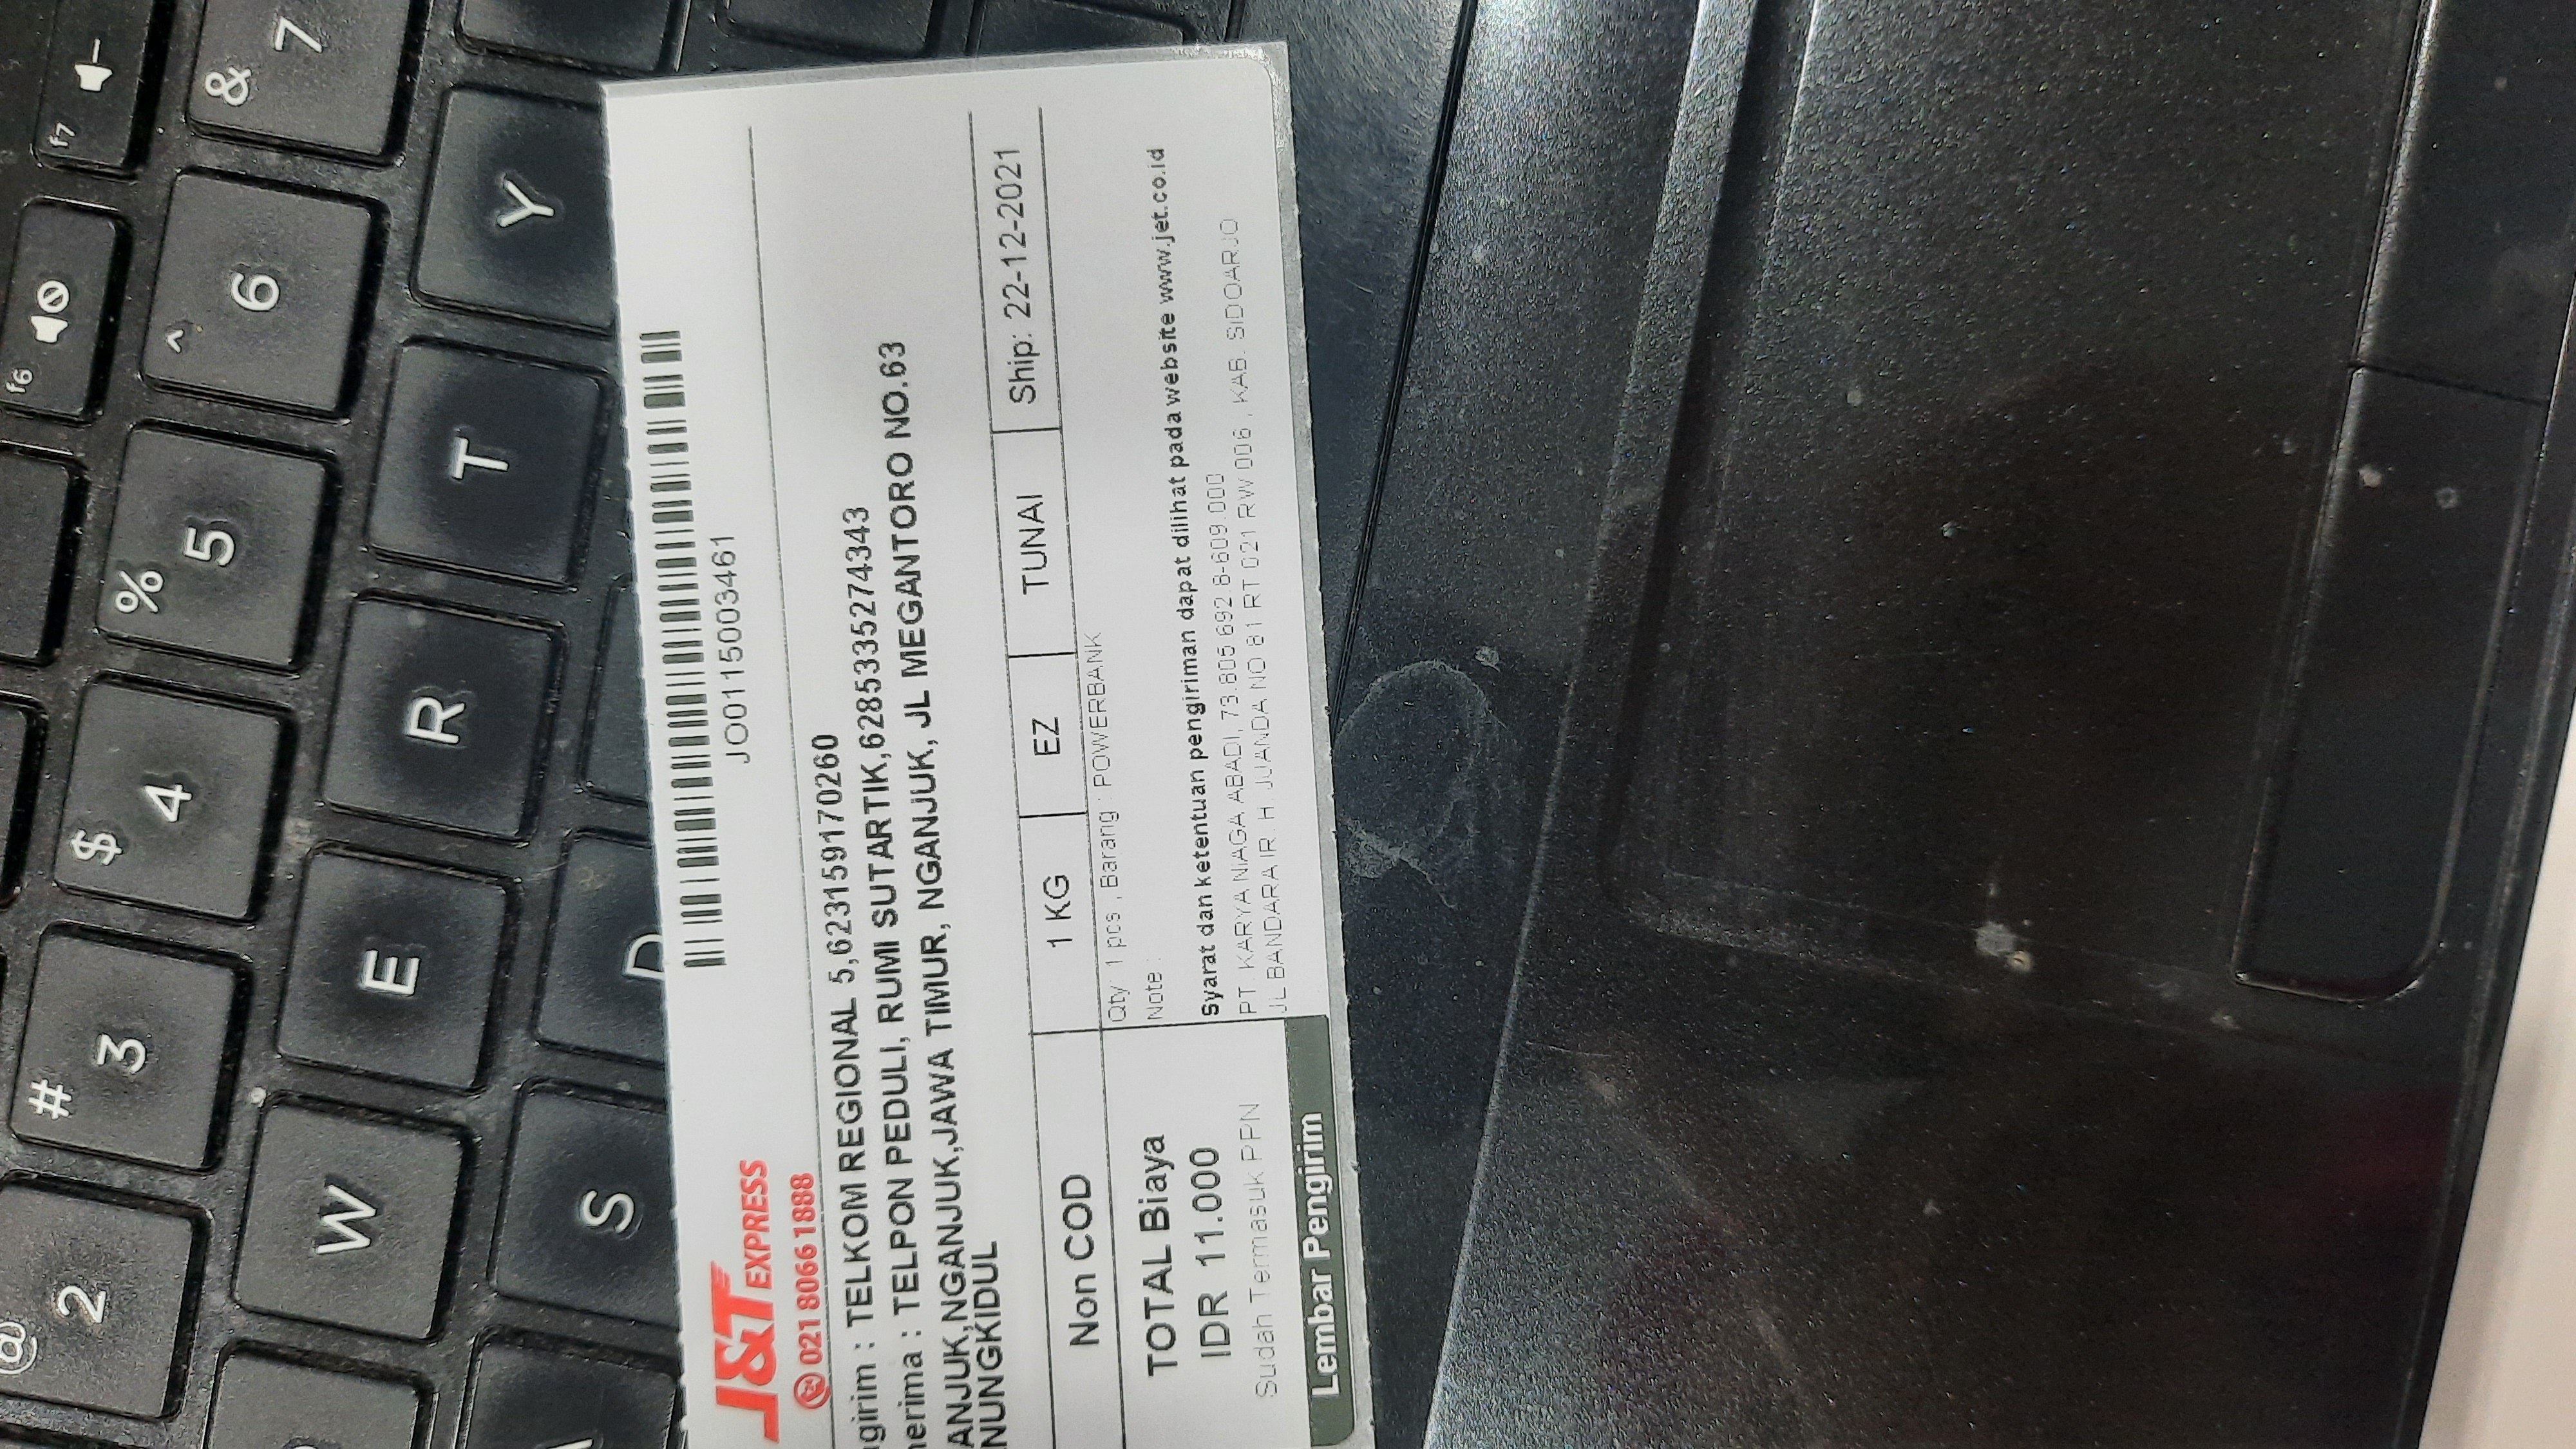 @
2
#
3
$
4
%
5
^
6
&
7
f6
f7
W
E
R
T
Y
S
D
J&T EXPRESS
021 8066 1888
JO0115003461
ngirim : TELKOM REGIONAL 5,623159170260
nerima : TELPON PEDULI, RUMI SUTARTIK,6285335274343
ANJUK,NGANJUK,JAWA TIMUR, NGANJUK, JL MEGANTORO NO.63
NUNGKIDUL
Non COD
1 KG
EZ
TUNAI
Ship: 22-12-2021
TOTAL Biaya
IDR 11.000
Sudah Termasuk PPN
Lembar Pengirim
Qty: 1 pcs , Barang : POWERBANK
Note :
Syarat dan ketentuan pengiriman dapat dilihat pada website www.jet.co.id
PT. KARYA NIAGA ABADI, 73.805.692.8-609.000
JL BANDARA IR. H. JUANDA NO 81 RT 021 RW 006 , KAB. SIDOARJO